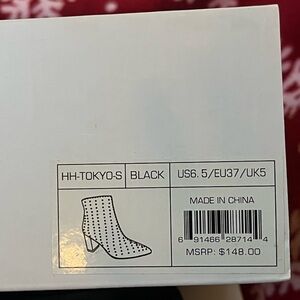 HH-TOKYO-S BLACK US6.5/EU37/UK5
MADE IN CHINA
6 91466 28714 4
MSRP: $148.00